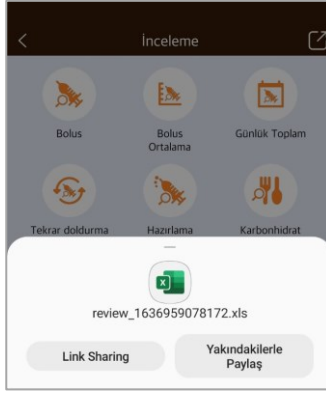 İnceleme
Bolus
Bolus
Ortalama
Günlük Toplam
Tekrar doldurma
Hazırlama
Karbonhidrat
review_1636959078172.xls
Link Sharing
Yakındakilerle
Paylaş